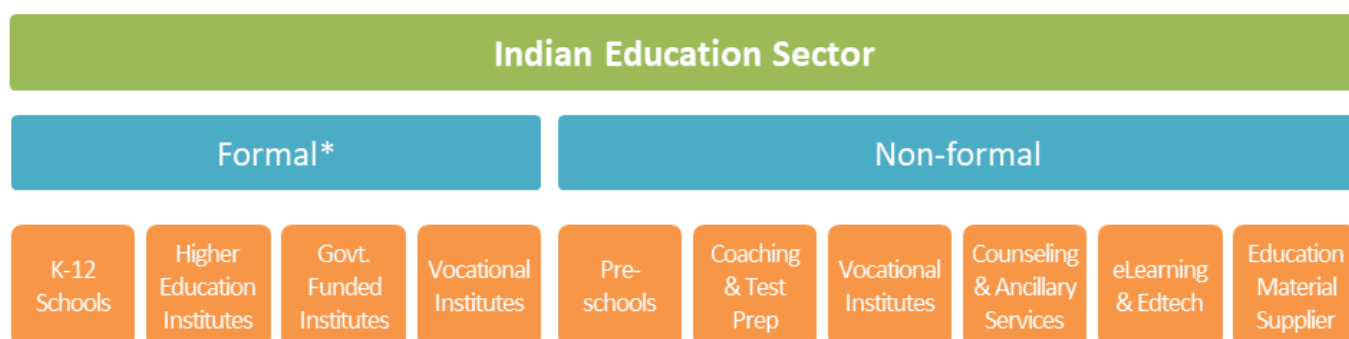 Indian Education Sector
Formal*
Non-formal
K-12
Schools
Higher
Education
Institutes
Govt.
Funded
Institutes
Vocational
Institutes
Pre-
schools
Coaching
& Test
Prep
Vocational
Institutes
Counseling
& Ancillary
Services
eLearning
& Edtech
Education
Material
Supplier